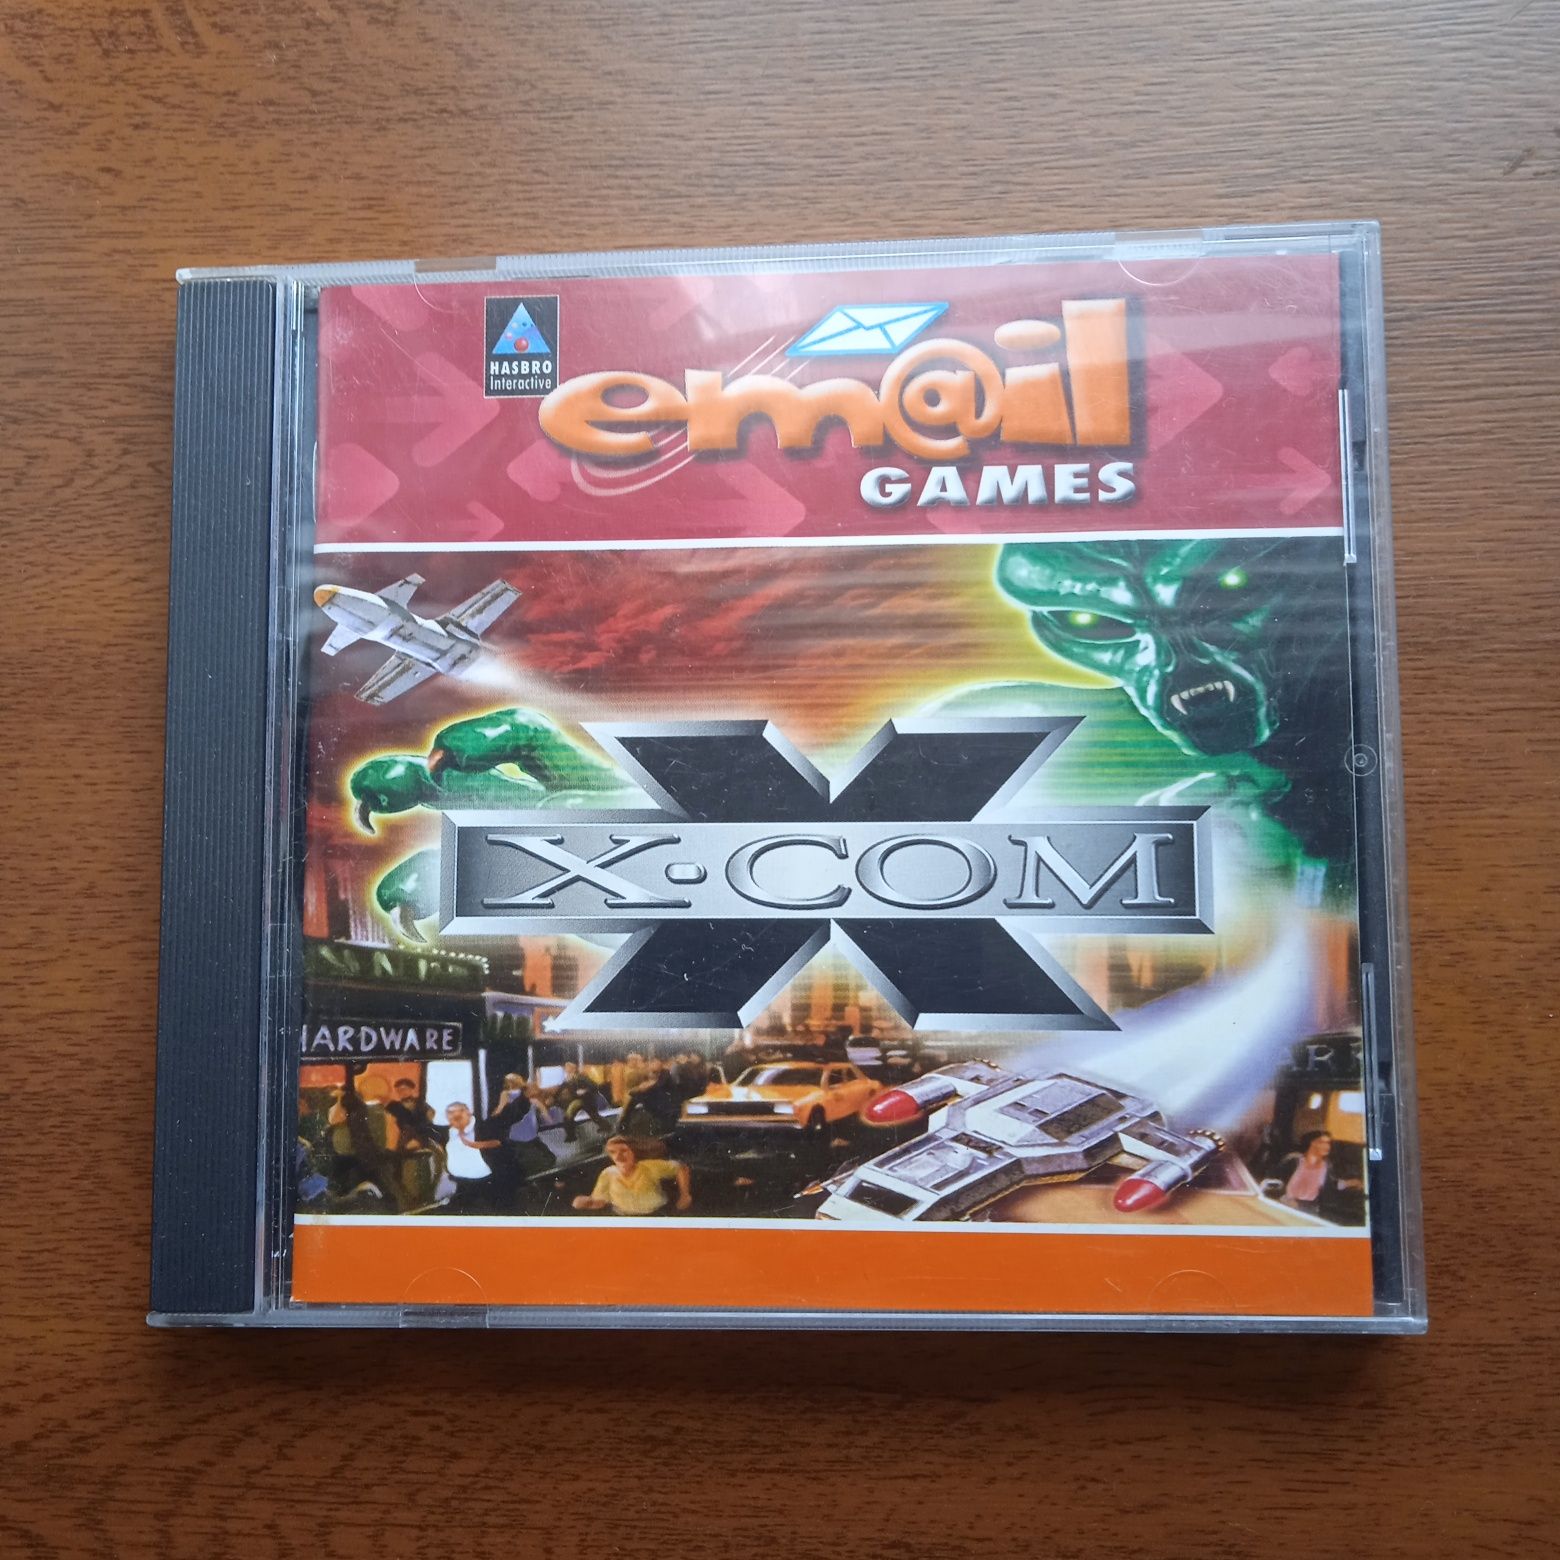 HASBRO
Interactive
em@il
GAMES
X-COM
HARDWARE